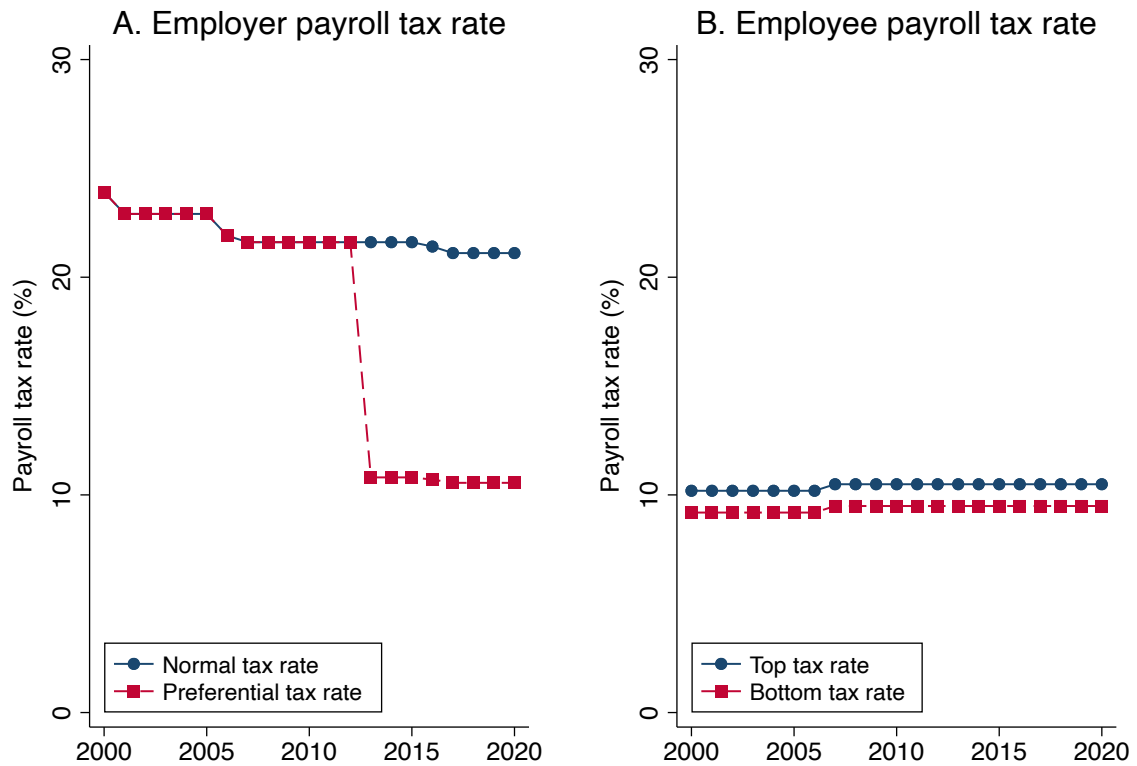 A. Employer payroll tax rate
Payroll tax rate (%)
30
20
10
0
Normal tax rate
Preferential tax rate
2000 2005 2010 2015 2020
B. Employee payroll tax rate
Payroll tax rate (%)
30
20
10
0
Top tax rate
Bottom tax rate
2000 2005 2010 2015 2020